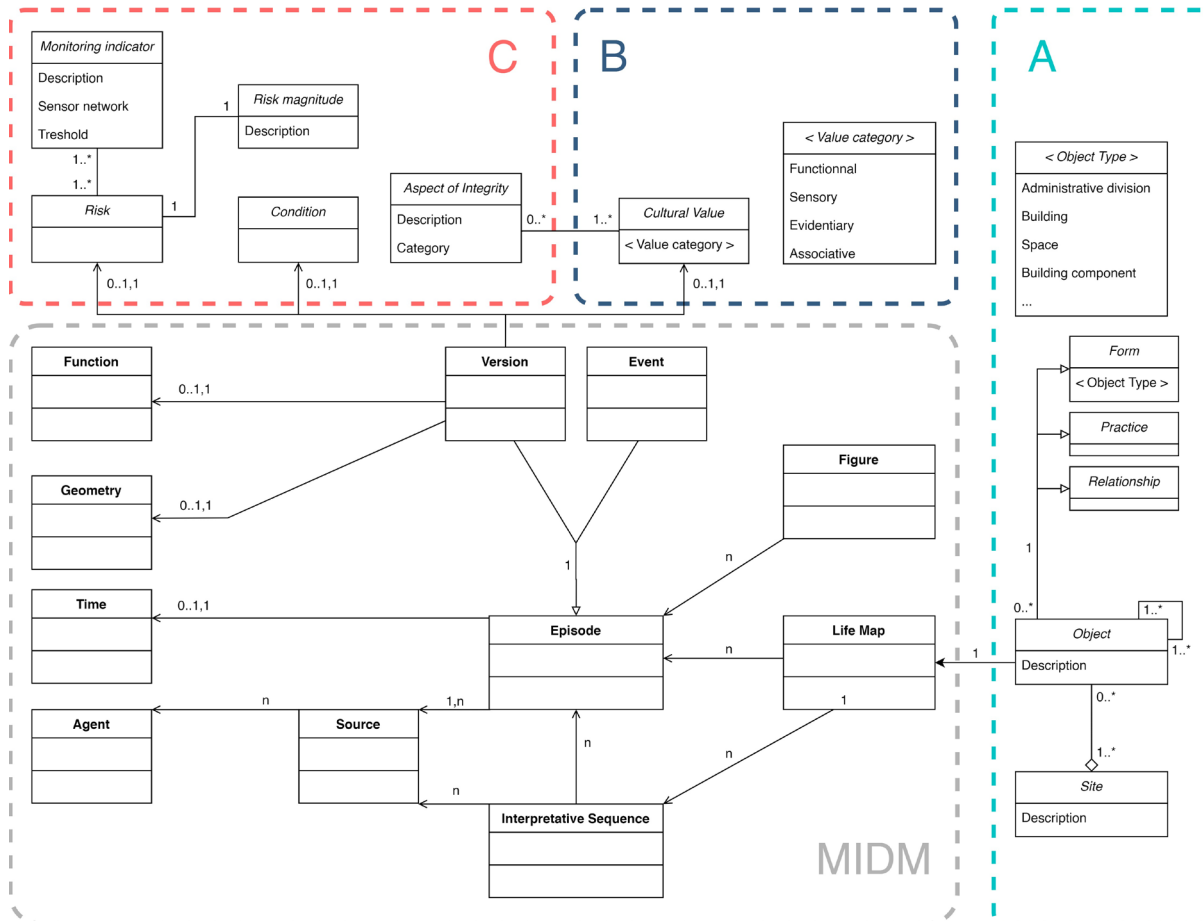 C
Monitoring indicator
Description
Sensor network
Treshold
1..*
1..*
Risk
1
1
Risk magnitude
Description
Condition
Aspect of Integrity
Description
Category
0..*
0..1,1
0..1,1
B
1..*
Cultural Value
< Value category >
0..1,1
< Value category >
Functionnal
Sensory
Evidentiary
Associative
A
< Object Type >
Administrative division
Building
Space
Building component
...
Form
< Object Type >
Practice
Relationship
1
0..*
1..*
1..*
Object
Description
0..*
1..*
Site
Description
1
Function
0..1,1
Version
Event
Geometry
0..1,1
Figure
n
1
Time
0..1,1
Episode
n
Life Map
1
Agent
n
Source
1,n
n
n
n
Interpretative Sequence
MIDM